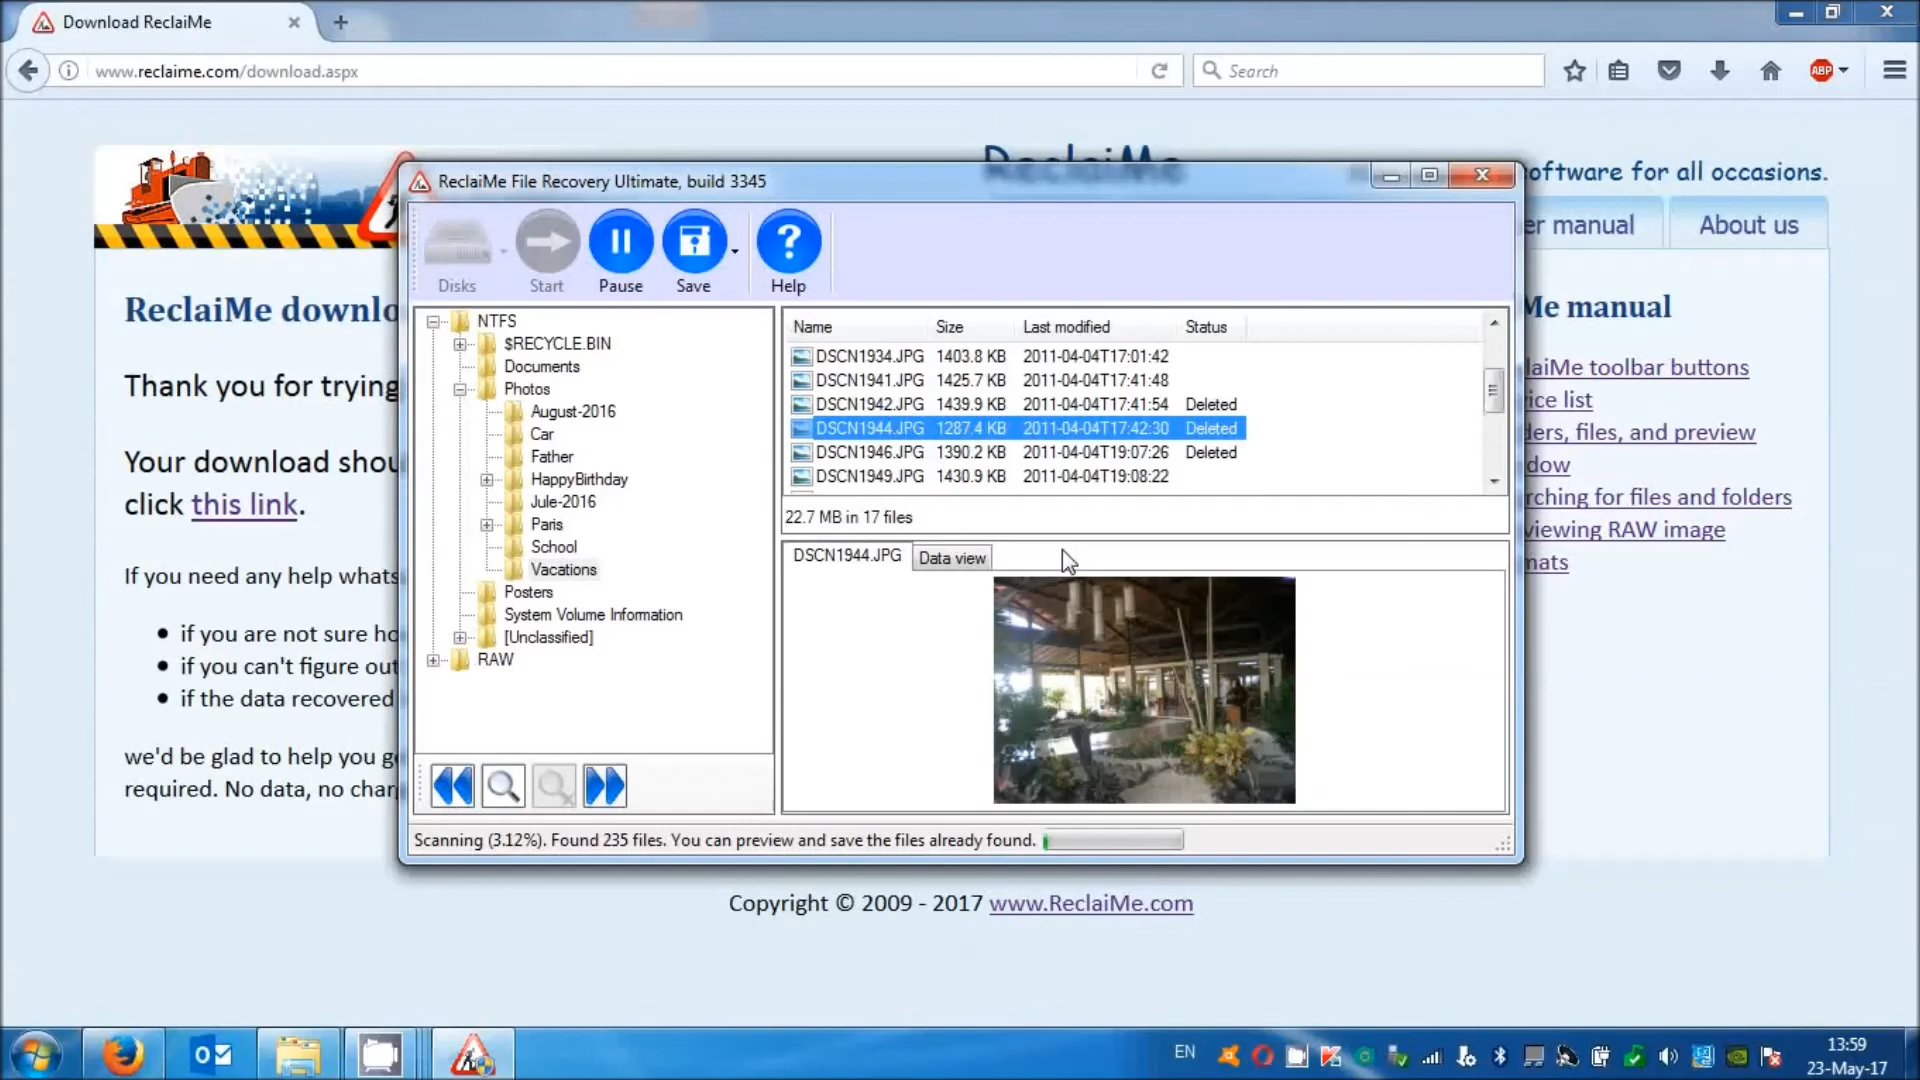 Download ReclaiMe
www.reclaime.com/download.aspx
Search
ABP
ReclaiMe
oftware for all occasions.
er manual
About us
ReclaiMe File Recovery Ultimate, build 3345
Disks
Start
Pause
Save
Help
ReclaiMe downlo
Thank you for trying
Your download shou
click this link.
If you need any help whats
if you are not sure ho
if you can't figure out
if the data recovered
we'd be glad to help you ge
required. No data, no char
NTFS
$RECYCLE.BIN
Documents
Photos
August-2016
Car
Father
HappyBirthday
Jule-2016
Paris
School
Vacations
Posters
System Volume Information
[Unclassified]
RAW
Name Size Last modified Status
DSCN1934.JPG 1403.8 KB 2011-04-04T17:01:42
DSCN1941.JPG 1425.7 KB 2011-04-04T17:41:48
DSCN1942.JPG 1439.9 KB 2011-04-04T17:41:54 Deleted
DSCN1944.JPG 1287.4 KB 2011-04-04T17:42:30 Deleted
DSCN1946.JPG 1390.2 KB 2011-04-04T19:07:26 Deleted
DSCN1949.JPG 1430.9 KB 2011-04-04T19:08:22
22.7 MB in 17 files
DSCN1944.JPG Data view
Me manual
laiMe toolbar buttons
ice list
ders, files, and preview
dow
rching for files and folders
viewing RAW image
mats
Scanning (3.12%). Found 235 files. You can preview and save the files already found.
Copyright © 2009 - 2017 www.ReclaiMe.com
EN
13:59
23-May-17